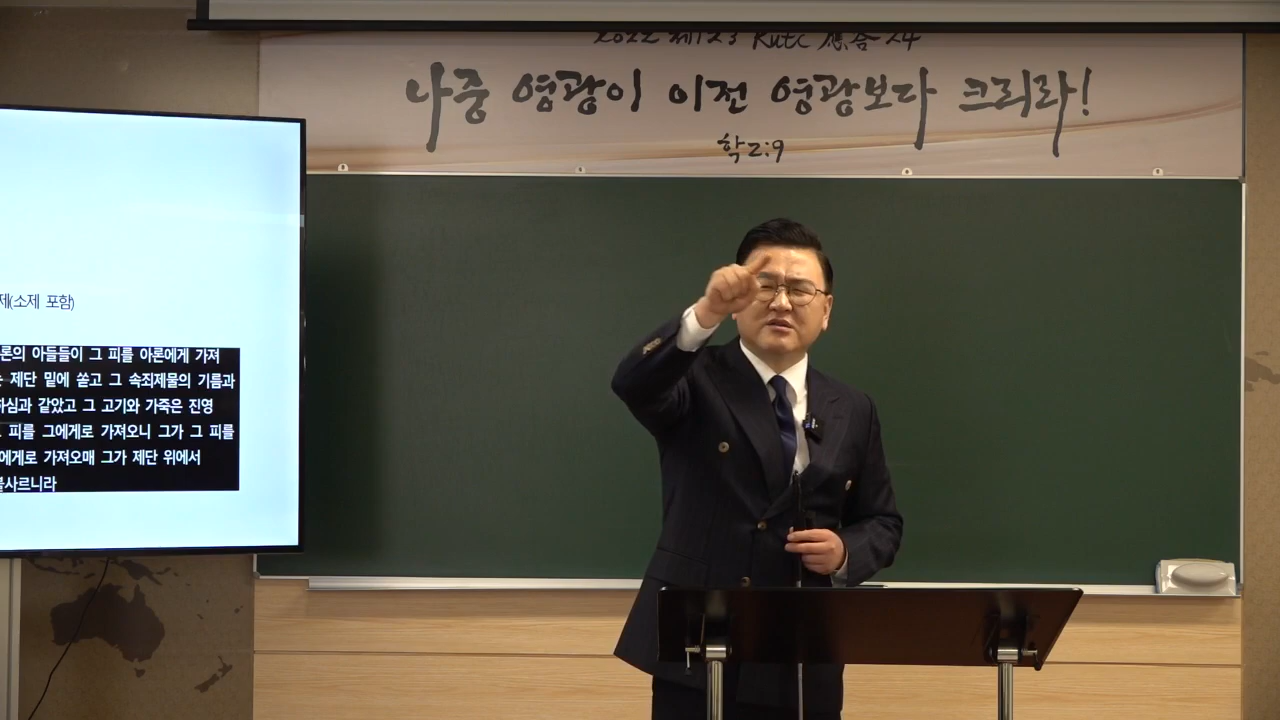 나중 영광이 이전 영광보다 크리라!
학2:9
제(소제 포함)
론의 아들들이 그 피를 아론에게 가져
제단 밑에 쏟고 그 속죄제물의 기름과
하심과 같았고 그 고기와 가죽은 진영
피를 그에게로 가져오니 그가 그 피를
에게로 가져오매 그가 제단 위에서
불사르니라